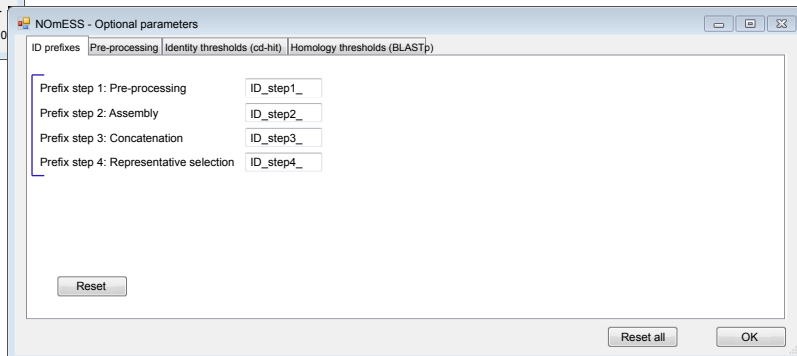 0
NOmESS - Optional parameters
ID prefixes Pre-processing Identity thresholds (cd-hit) Homology thresholds (BLASTp)
Prefix step 1: Pre-processing ID_step1_
Prefix step 2: Assembly ID_step2_
Prefix step 3: Concatenation ID_step3_
Prefix step 4: Representative selection ID_step4_
Reset
Reset all OK